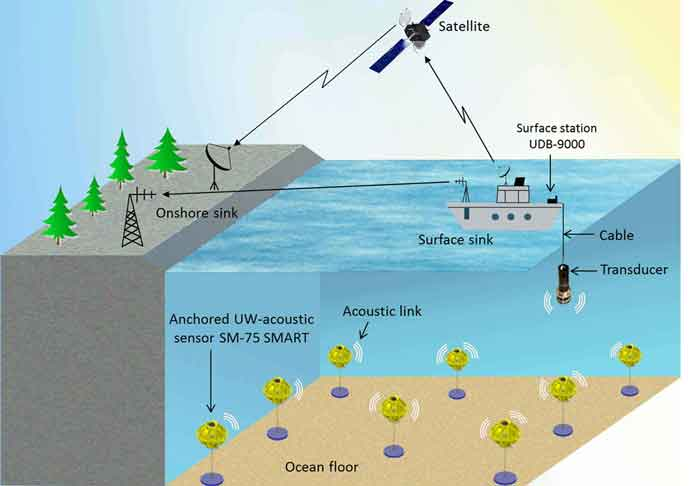 Satellite
Surface station
UDB-9000
Onshore sink
Surface sink
Cable
Transducer
Anchored UW-acoustic
sensor SM-75 SMART
Acoustic link
Ocean floor